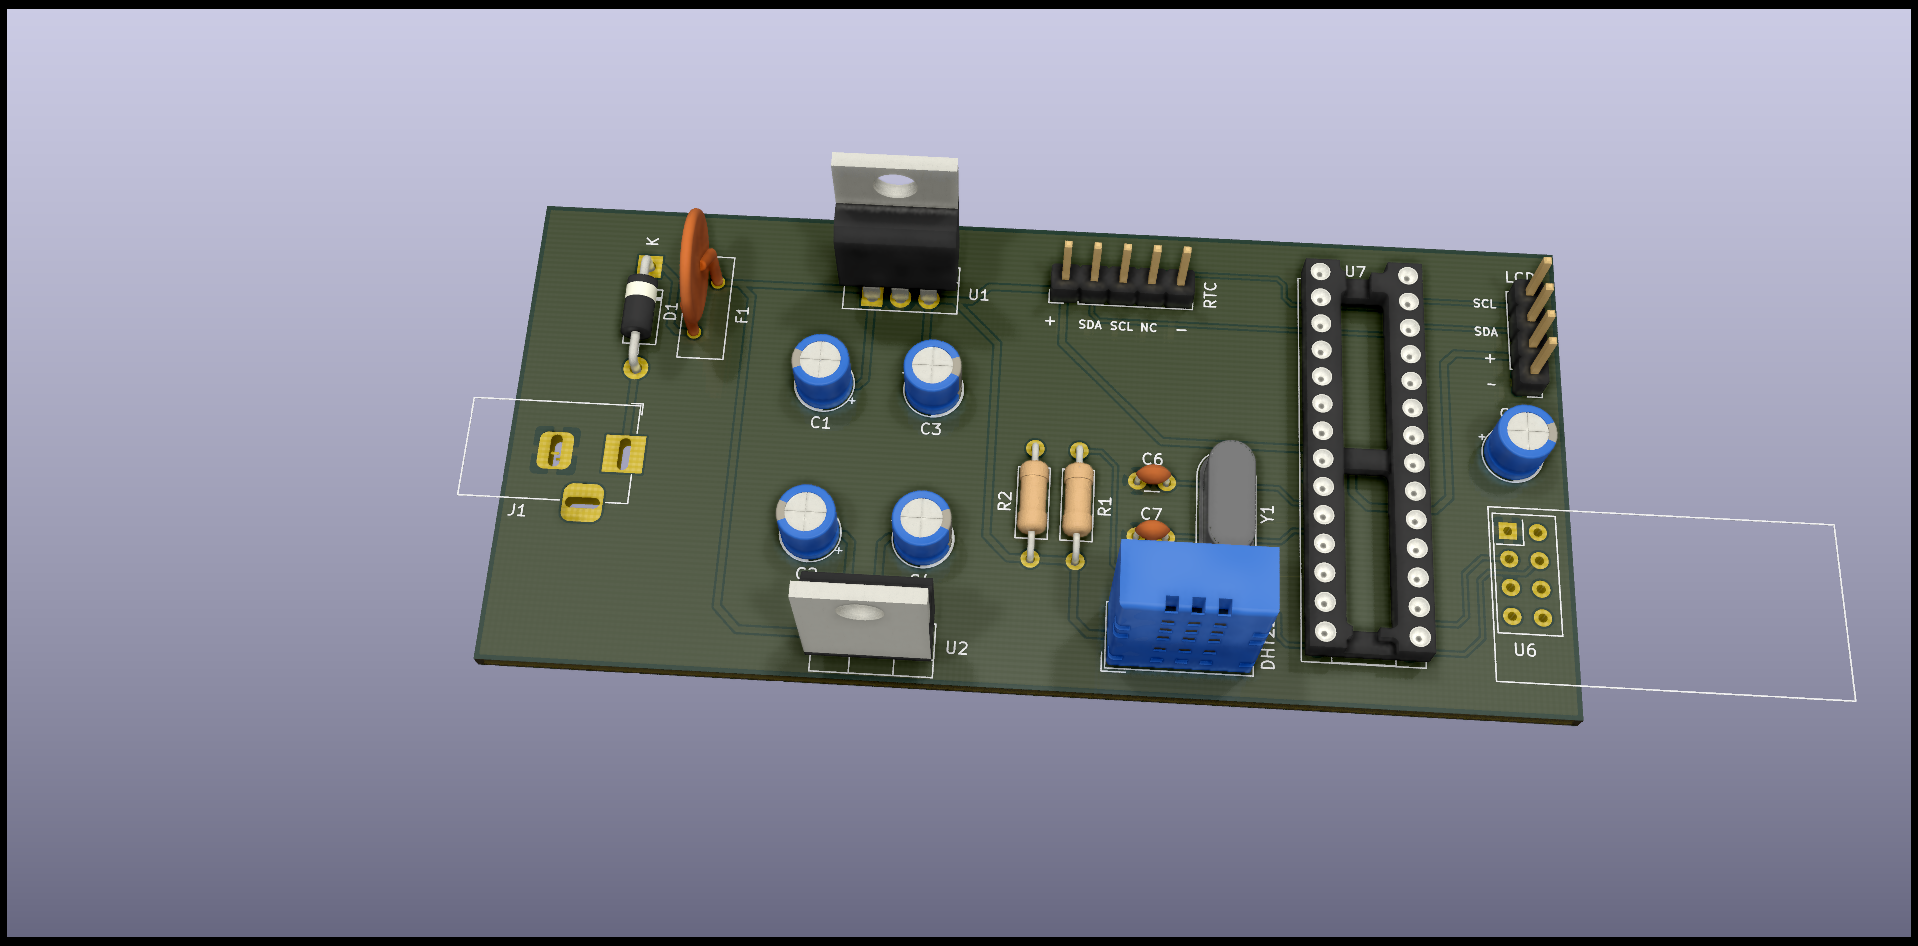 K
D1
F1
U1
+ SDA SCL NC −
RTC
U7
SCL
SDA
+
−
C1
+
C3
+
J1
R2
R1
C6
C7
Y1
+
U2
U6